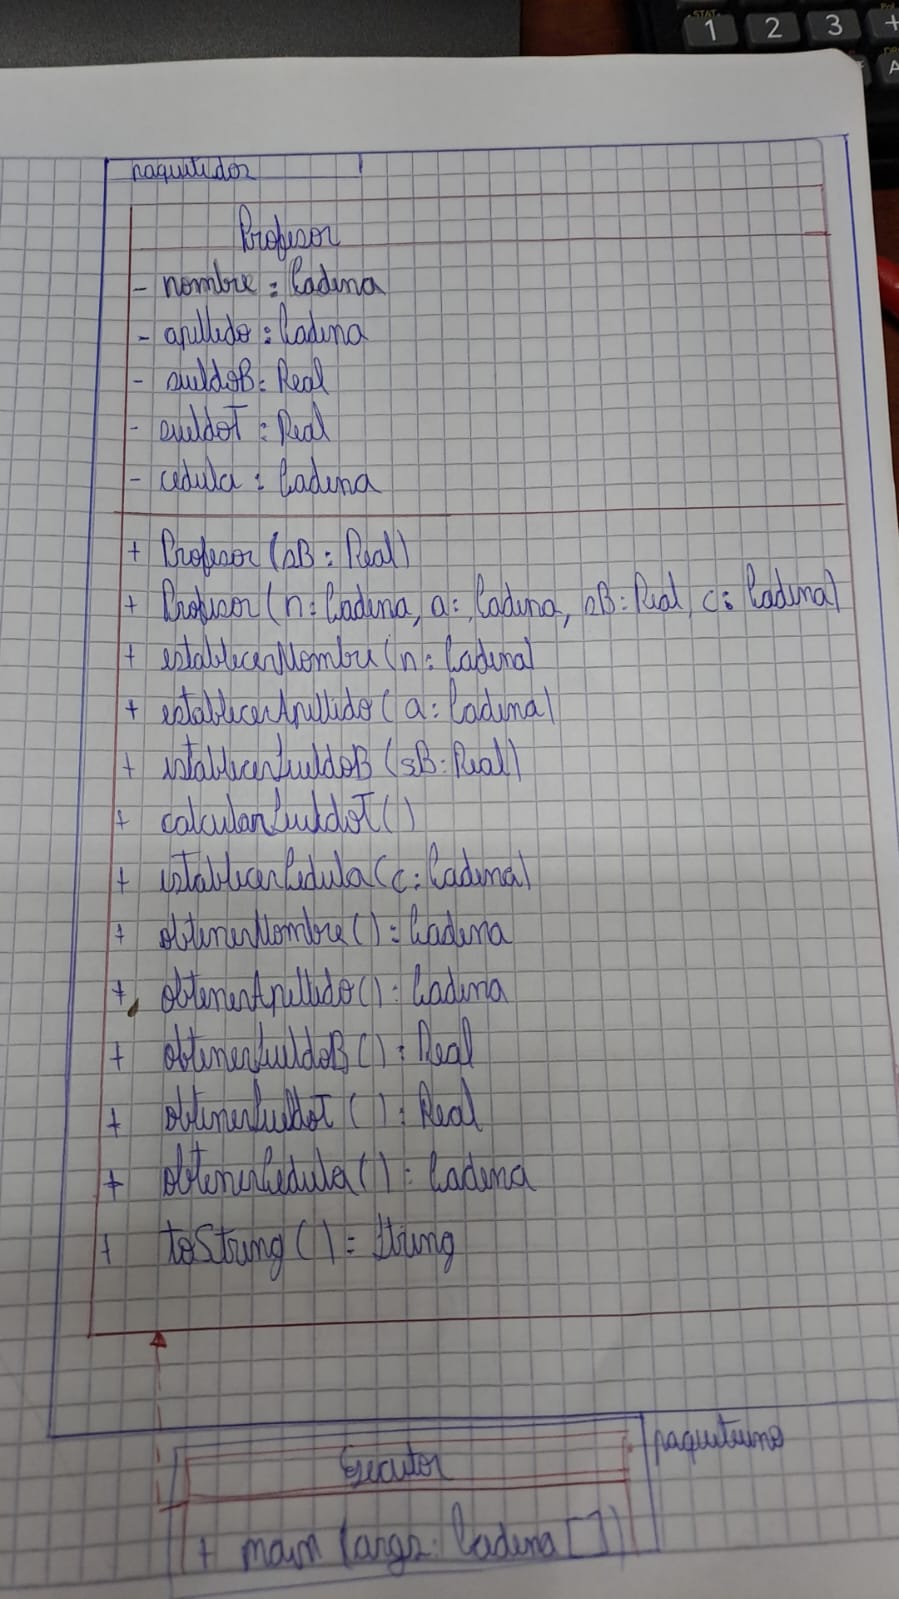 paquetedos
Profesor
- nombre : Cadena
- apellido : Cadena
- sueldoB : Real
- sueldoT : Real
- cedula : Cadena
+ Profesor (sB : Real)
+ Profesor (n : Cadena, a : Cadena, sB : Real, c : Cadena)
+ establecerNombre (n : Cadena)
+ establecerApellido (a : Cadena)
+ establecerSueldoB (sB : Real)
+ calcularSueldoT ()
+ establecerCedula (c : Cadena)
+ obtenerNombre () : Cadena
+ obtenerApellido () : Cadena
+ obtenerSueldoB () : Real
+ obtenerSueldoT () : Real
+ obtenerCedula () : Cadena
+ toString () : String
paqueteuno
Ejecutor
+ main (args : Cadena [])
STAT
1 2 3 +
A